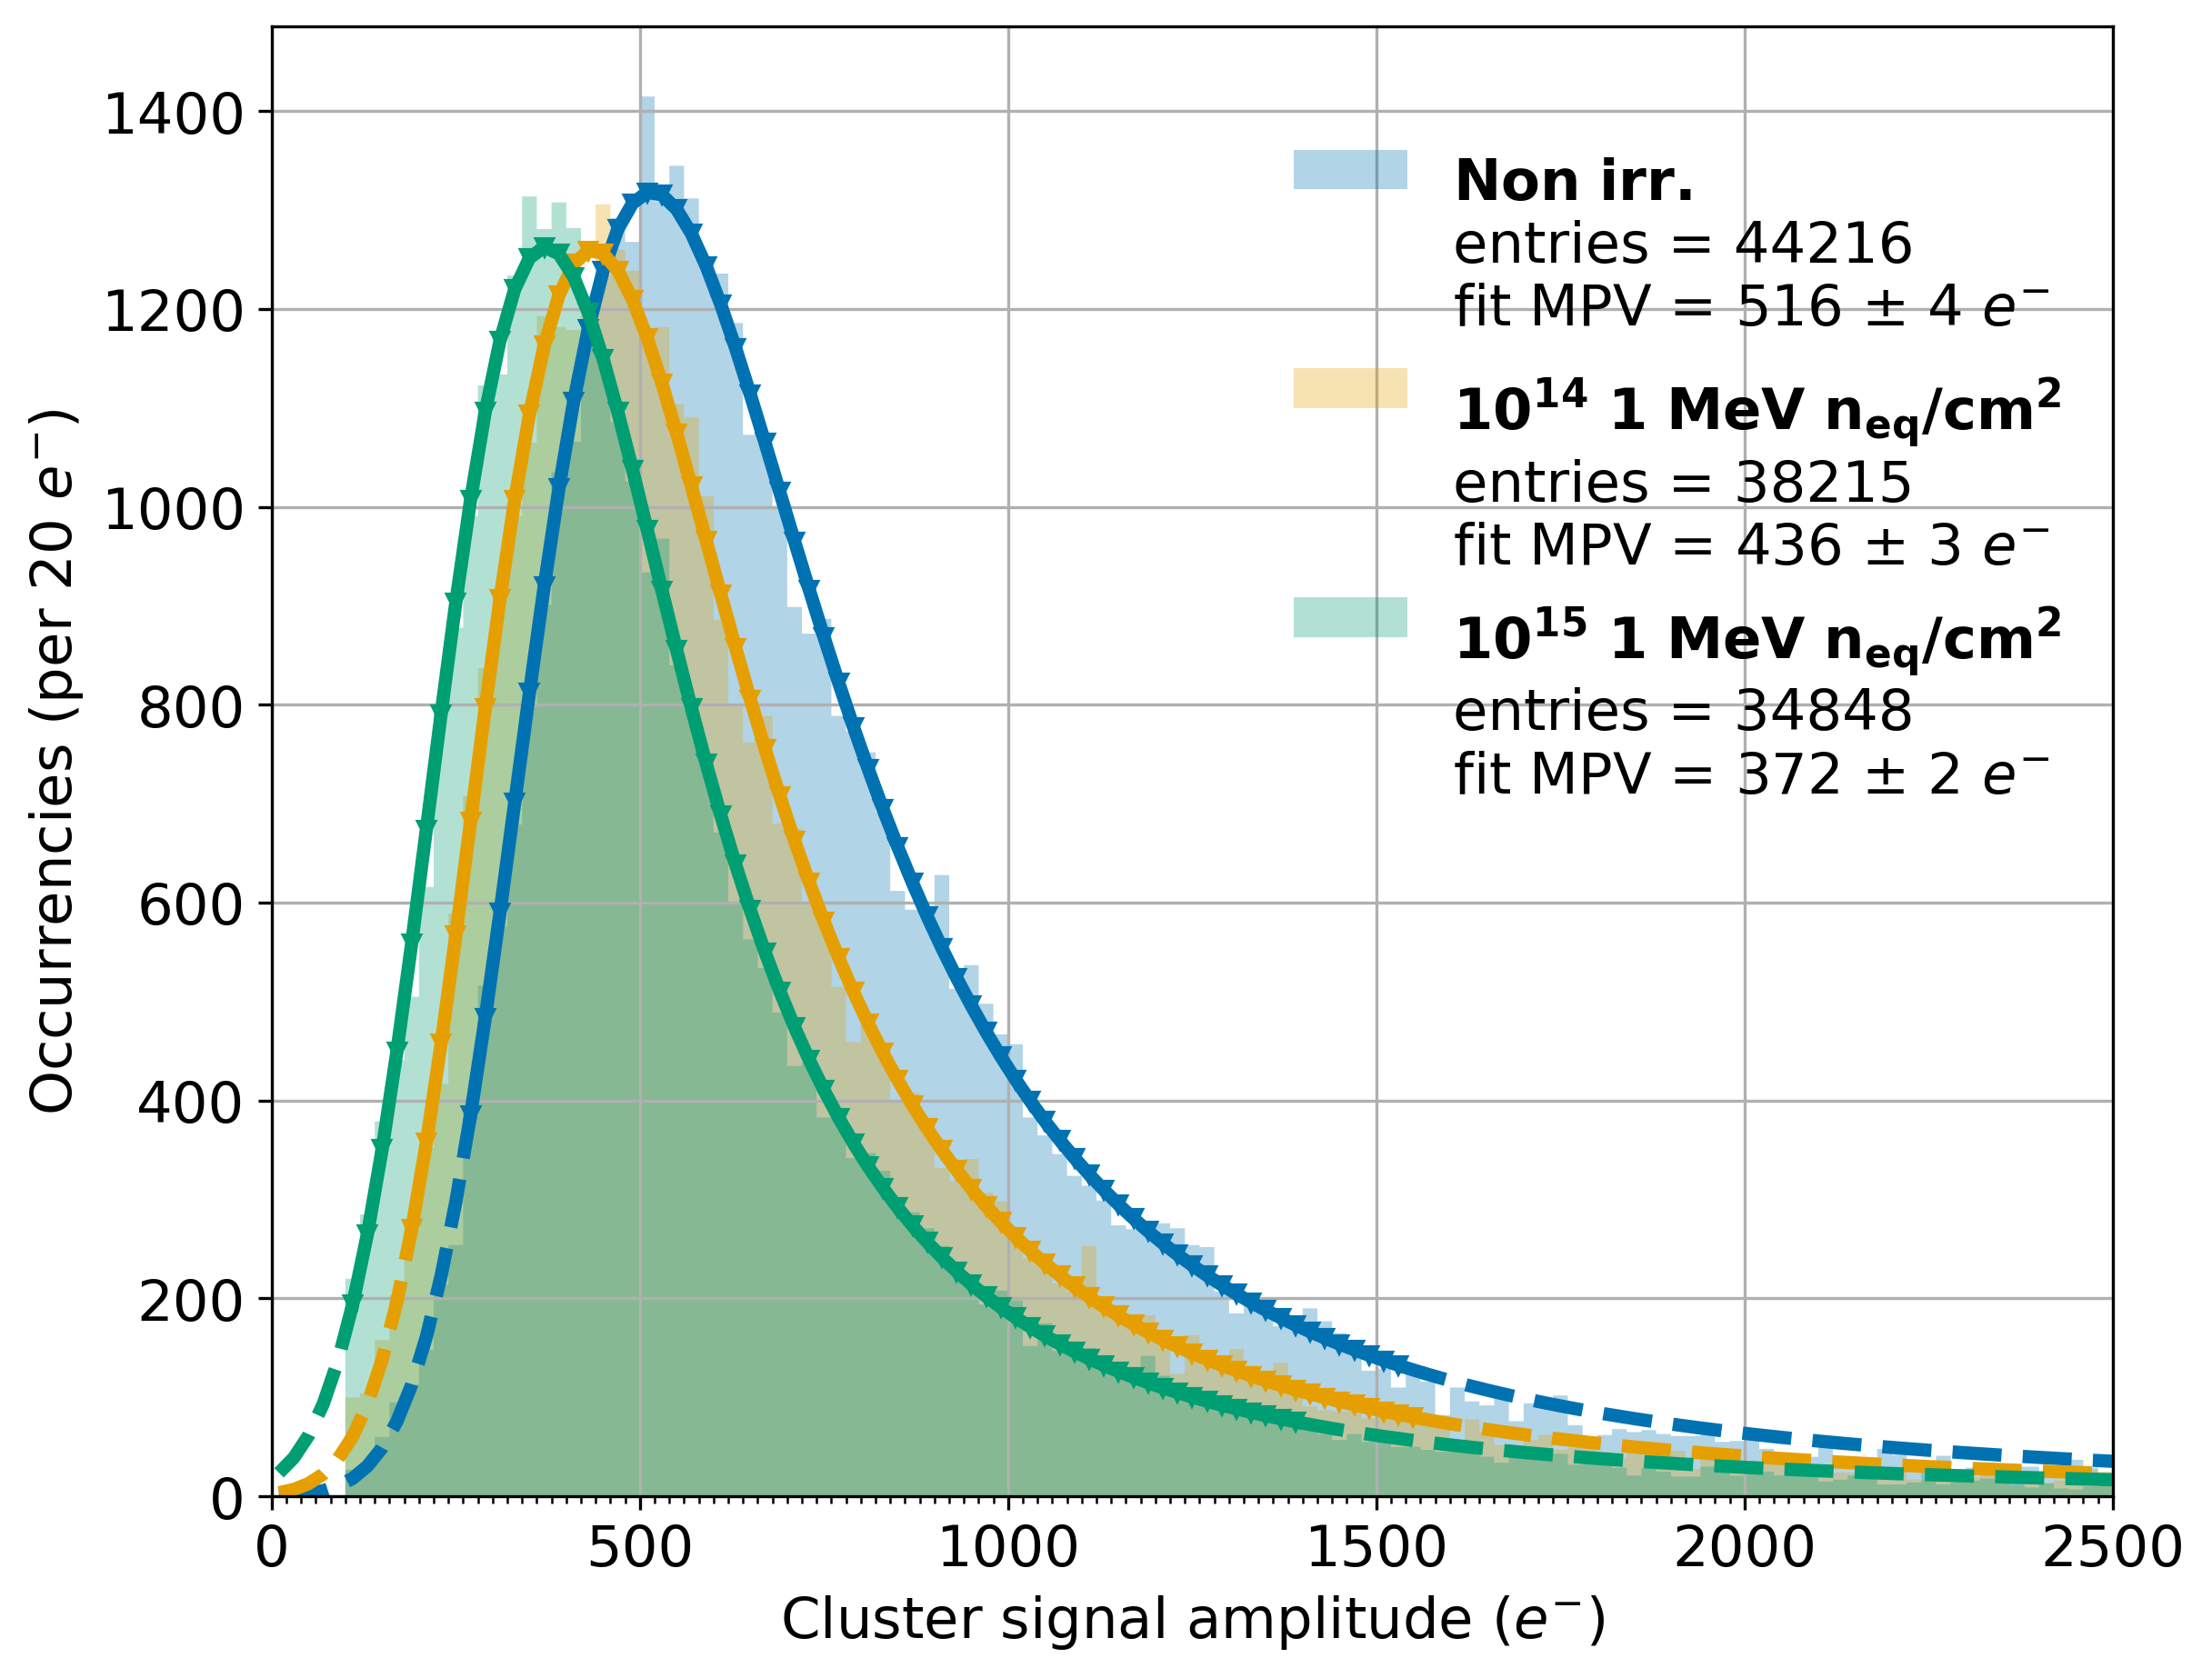 1400
1200
1000
800
600
400
200
0
Occurrencies (per 20 e⁻)
Non irr.
entries = 44216
fit MPV = 516 ± 4 e⁻
10¹⁴ 1 MeV n_eq/cm²
entries = 38215
fit MPV = 436 ± 3 e⁻
10¹⁵ 1 MeV n_eq/cm²
entries = 34848
fit MPV = 372 ± 2 e⁻
0 500 1000 1500 2000 2500
Cluster signal amplitude (e⁻)